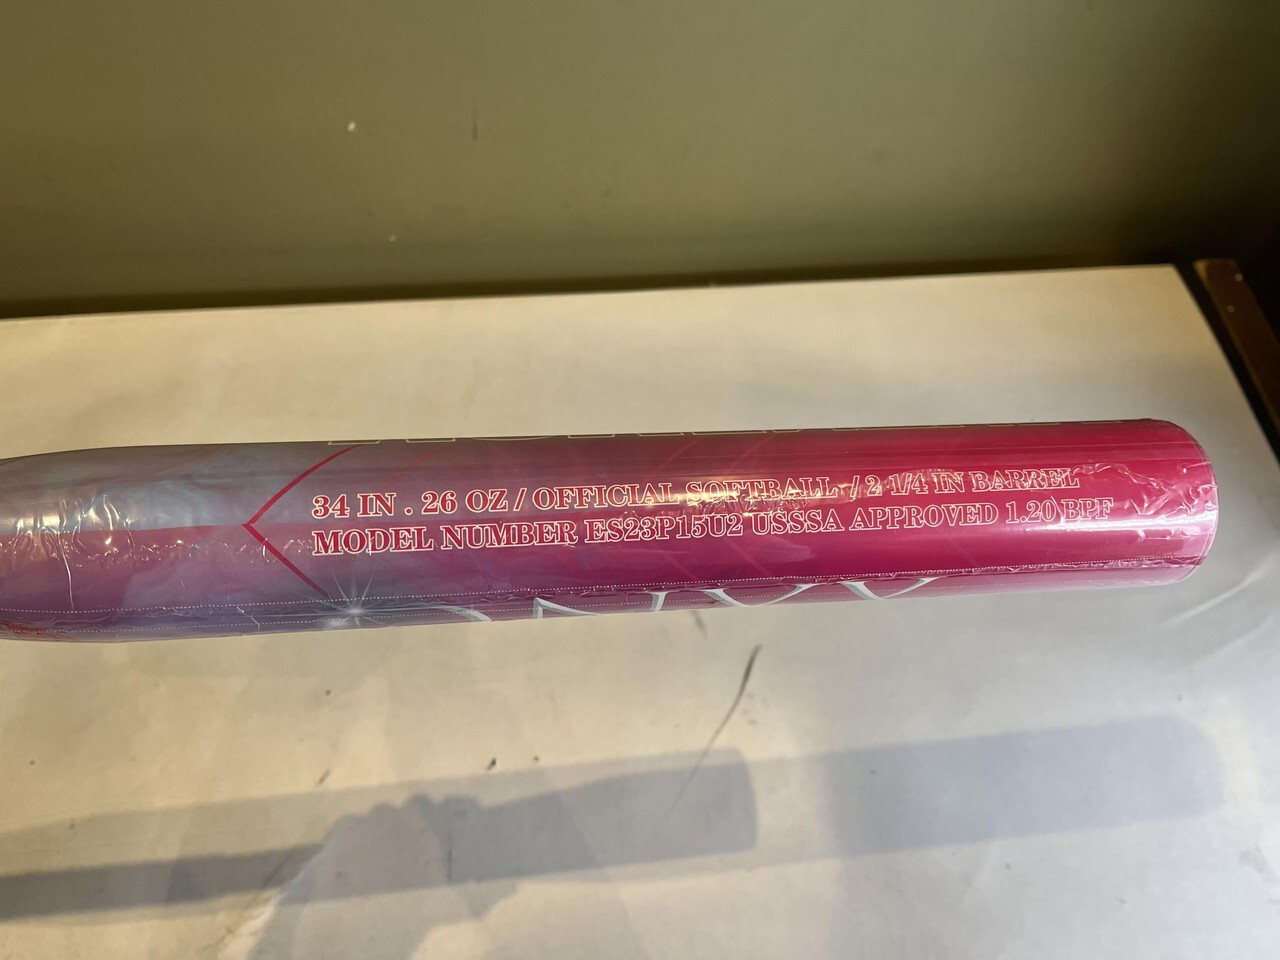 34 IN . 26 OZ / OFFICIAL SOFTBALL / 2 1/4 IN BARREL
MODEL NUMBER ES23P15U2 USSSA APPROVED 1.20 BPF